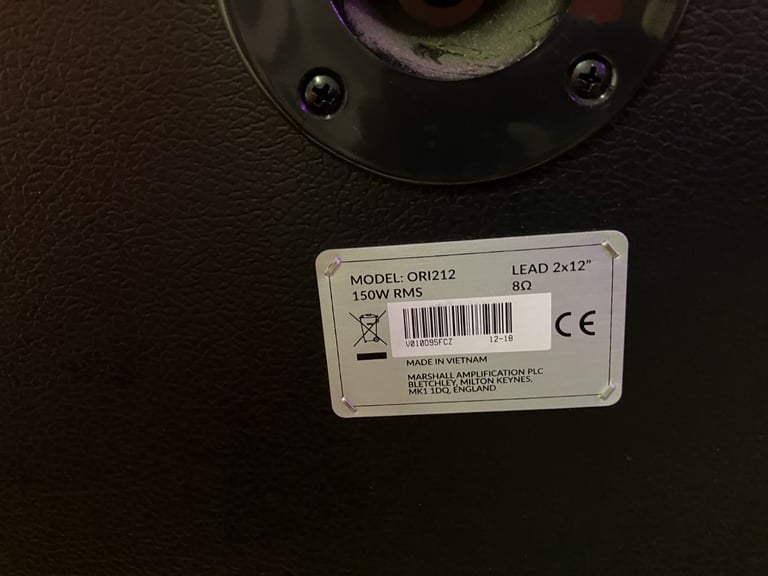 MODEL: ORI212
LEAD 2x12"
150W RMS
8Ω
V010D95FCZ
12-18
CE
MADE IN VIETNAM
MARSHALL AMPLIFICATION PLC
BLETCHLEY, MILTON KEYNES,
MK1 1DQ, ENGLAND